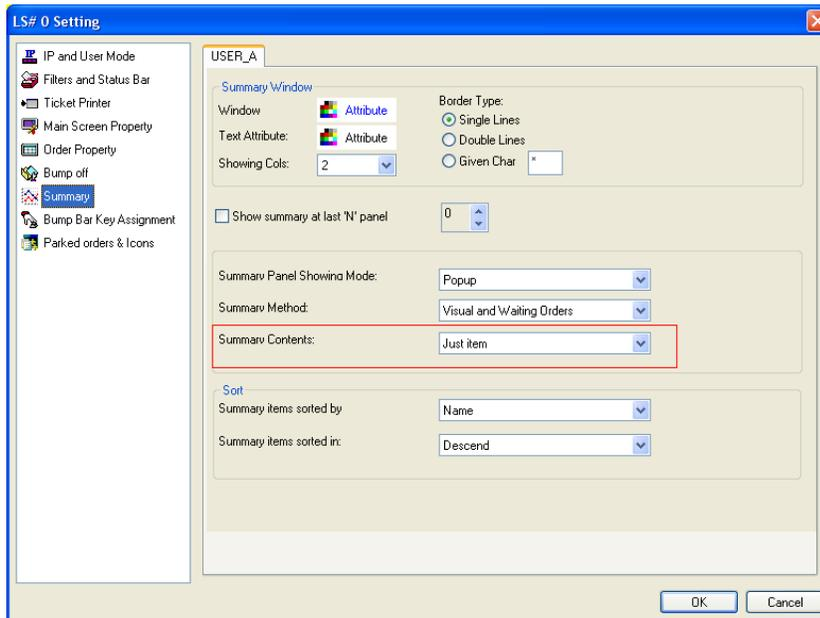 LS# 0 Setting
IP and User Mode
Filters and Status Bar
Ticket Printer
Main Screen Property
Order Property
Bump off
Summary
Bump Bar Key Assignment
Parked orders & Icons
USER_A
Summary Window
Window
Attribute
Text Attribute:
Attribute
Showing Cols:
2
Border Type:
Single Lines
Double Lines
Given Char
*
Show summary at last 'N' panel
0
Summary Panel Showing Mode:
Popup
Summary Method:
Visual and Waiting Orders
Summary Contents:
Just item
Sort
Summary items sorted by
Name
Summary items sorted in:
Descend
OK
Cancel